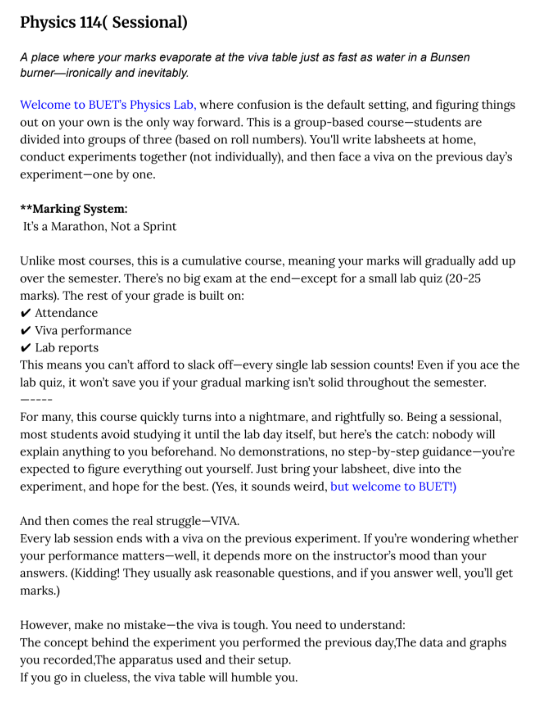 Physics 114( Sessional)
A place where your marks evaporate at the viva table just as fast as water in a Bunsen
burner—ironically and inevitably.
Welcome to BUET's Physics Lab, where confusion is the default setting, and figuring things
out on your own is the only way forward. This is a group-based course—students are
divided into groups of three (based on roll numbers). You'll write labsheets at home,
conduct experiments together (not individually), and then face a viva on the previous day's
experiment—one by one.
**Marking System:
It's a Marathon, Not a Sprint
Unlike most courses, this is a cumulative course, meaning your marks will gradually add up
over the semester. There's no big exam at the end—except for a small lab quiz (20-25
marks). The rest of your grade is built on:
✔ Attendance
✔ Viva performance
✔ Lab reports
This means you can't afford to slack off—every single lab session counts! Even if you ace the
lab quiz, it won't save you if your gradual marking isn't solid throughout the semester.
—----
For many, this course quickly turns into a nightmare, and rightfully so. Being a sessional,
most students avoid studying it until the lab day itself, but here's the catch: nobody will
explain anything to you beforehand. No demonstrations, no step-by-step guidance—you're
expected to figure everything out yourself. Just bring your labsheet, dive into the
experiment, and hope for the best. (Yes, it sounds weird, but welcome to BUET!)
And then comes the real struggle—VIVA.
Every lab session ends with a viva on the previous experiment. If you're wondering whether
your performance matters—well, it depends more on the instructor's mood than your
answers. (Kidding! They usually ask reasonable questions, and if you answer well, you'll get
marks.)
However, make no mistake—the viva is tough. You need to understand:
The concept behind the experiment you performed the previous day,The data and graphs
you recorded,The apparatus used and their setup.
If you go in clueless, the viva table will humble you.